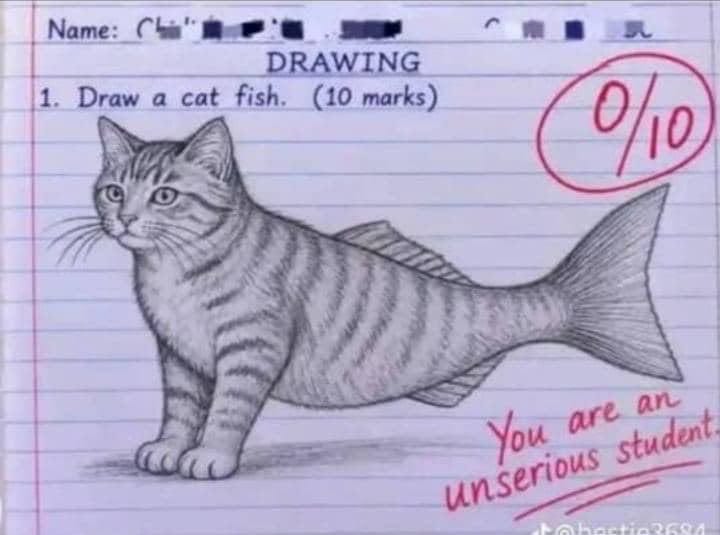 Name:
DRAWING
1. Draw a cat fish. (10 marks)
0/10
You are an
unserious student.